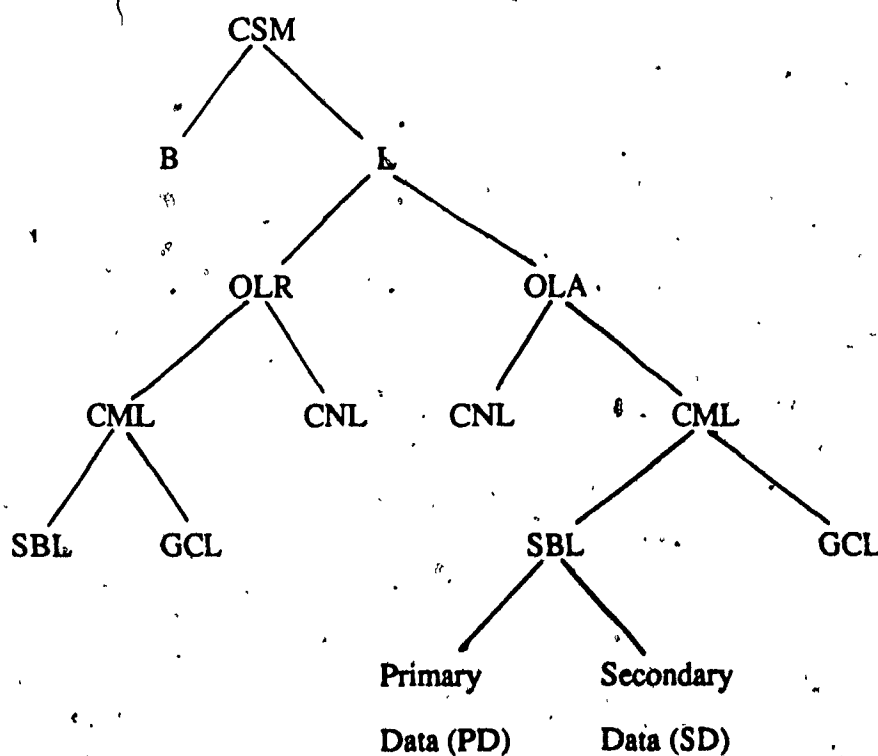 CSM
B L
OLR OLA
CML CNL CNL CML
SBL GCL SBL GCL
Primary Secondary
Data (PD) Data (SD)